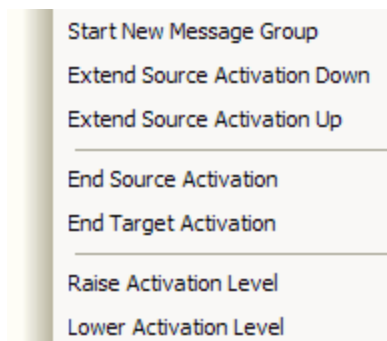 Start New Message Group
Extend Source Activation Down
Extend Source Activation Up
End Source Activation
End Target Activation
Raise Activation Level
Lower Activation Level